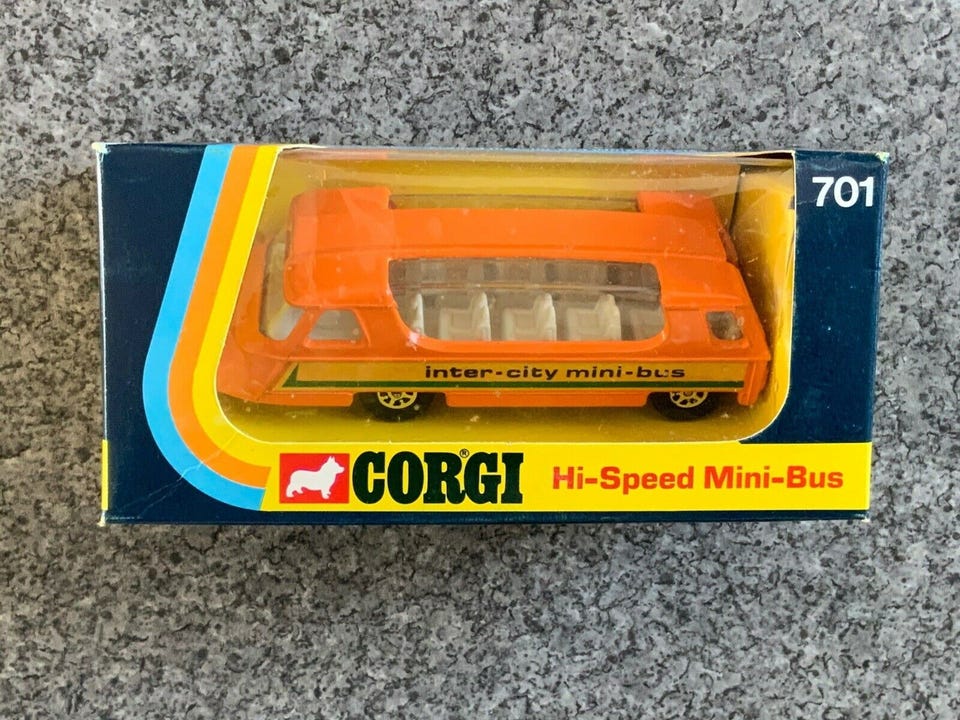 701
inter-city mini-bus
CORGI®
Hi-Speed Mini-Bus